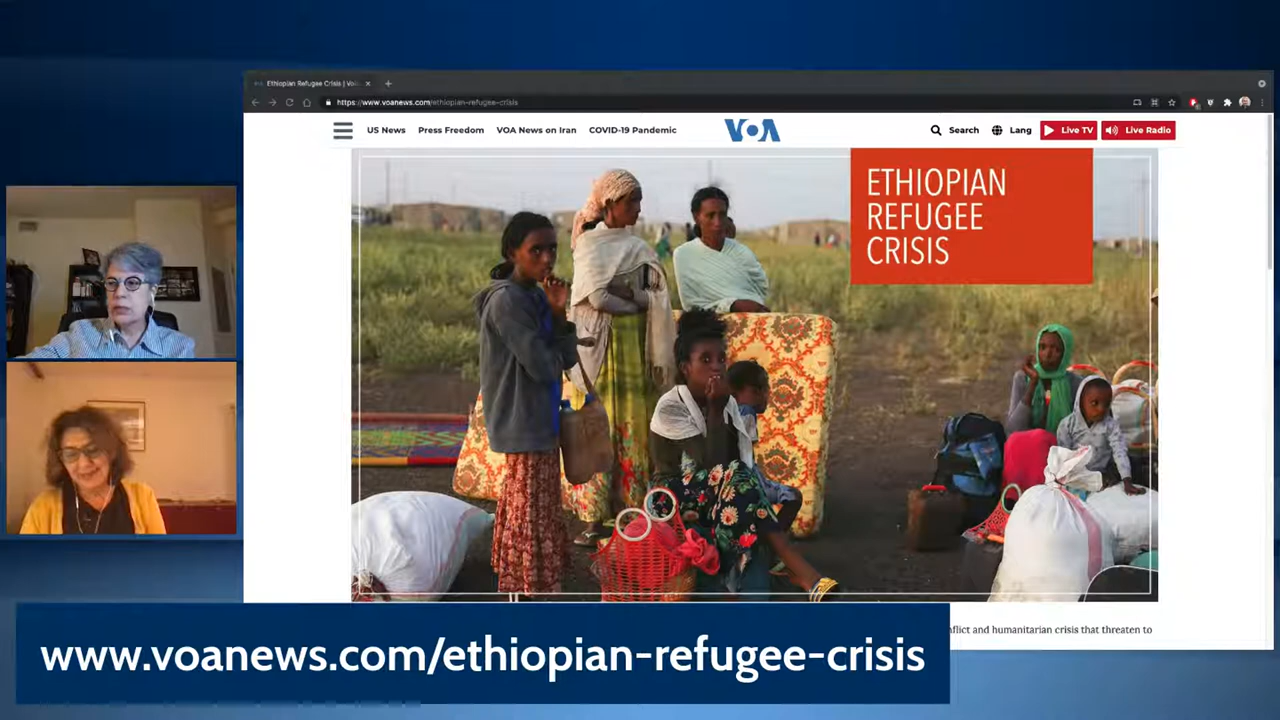 Ethiopian Refugee Crisis | Voi
https://www.voanews.com/ethiopian-refugee-crisis
US News Press Freedom VOA News on Iran COVID-19 Pandemic VOA Search Lang Live TV Live Radio
ETHIOPIAN
REFUGEE
CRISIS
nflict and humanitarian crisis that threaten to
www.voanews.com/ethiopian-refugee-crisis